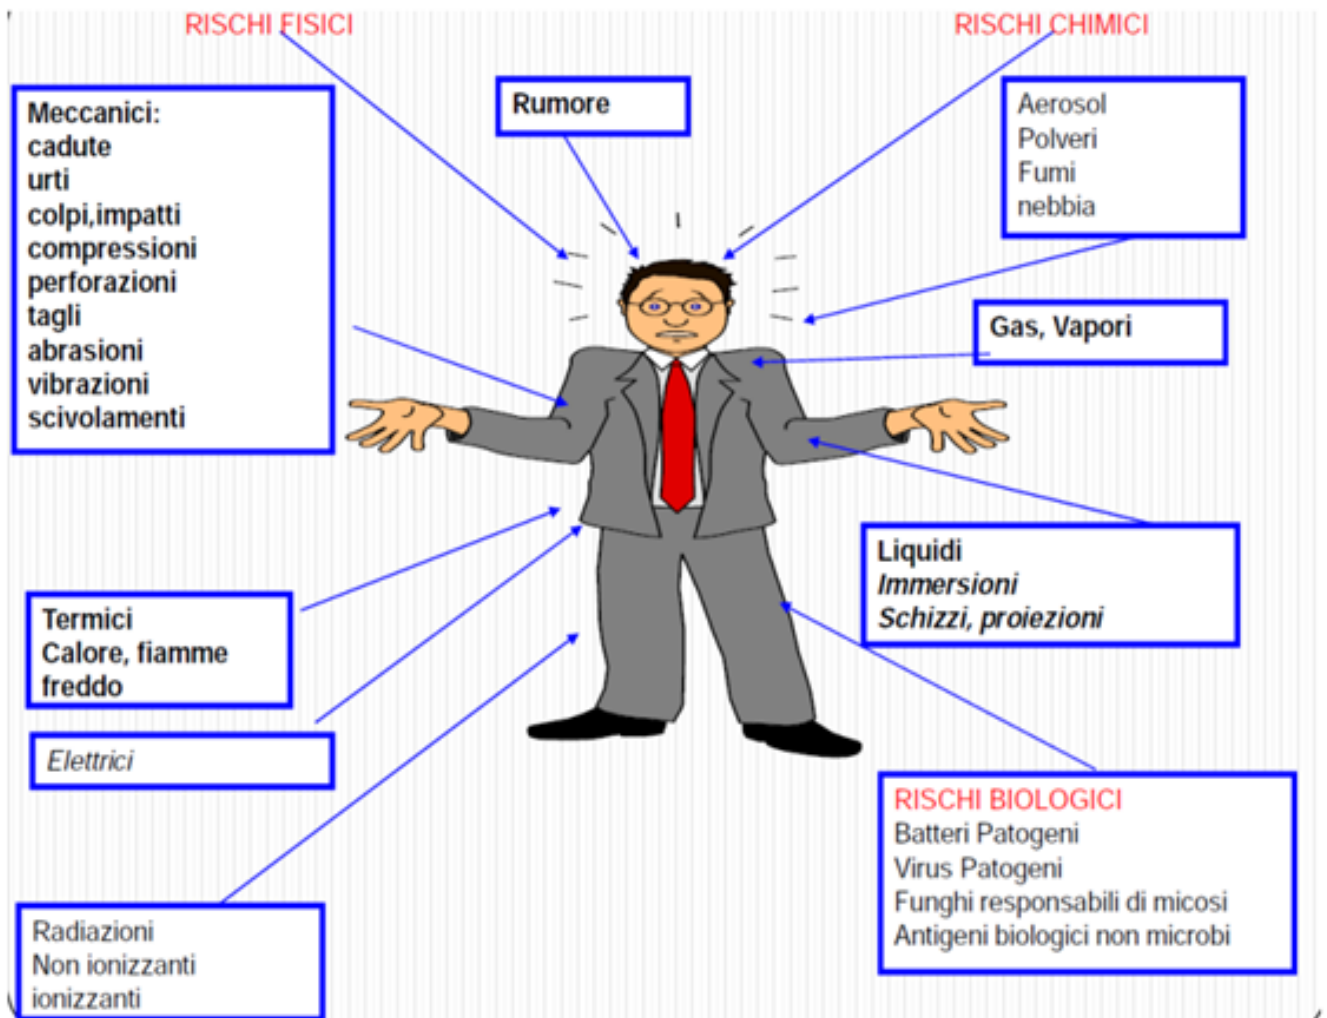 RISCHI FISICI
RISCHI CHIMICI
Meccanici:
cadute
urti
colpi,impatti
compressioni
perforazioni
tagli
abrasioni
vibrazioni
scivolamenti
Rumore
Aerosol
Polveri
Fumi
nebbia
Gas, Vapori
Liquidi
Immersioni
Schizzi, proiezioni
Termici
Calore, fiamme
freddo
Elettrici
Radiazioni
Non ionizzanti
ionizzanti
RISCHI BIOLOGICI
Batteri Patogeni
Virus Patogeni
Funghi responsabili di micosi
Antigeni biologici non microbi